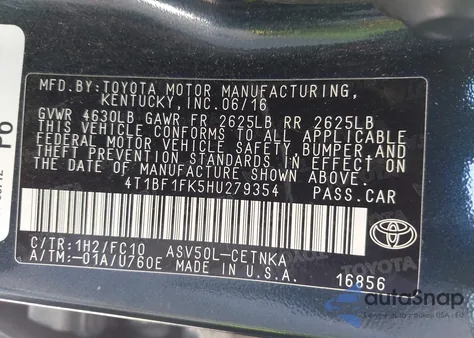 MFD.BY:TOYOTA MOTOR MANUFACTURING,
KENTUCKY, INC.06/16
GVWR 4630LB GAWR FR 2625LB RR 2625LB
THIS VEHICLE CONFORMS TO ALL APPLICABLE
FEDERAL MOTOR VEHICLE SAFETY, BUMPER, AND
THEFT PREVENTION STANDARDS IN EFFECT ON
THE DATE OF MANUFACTURE SHOWN ABOVE.
4T1BF1FK5HU279354 PASS.CAR
C/TR:1H2/FC10 ASV50L-CETNKA
A/TM:-01A/U760E MADE IN U.S.A.
16856
autoSnap